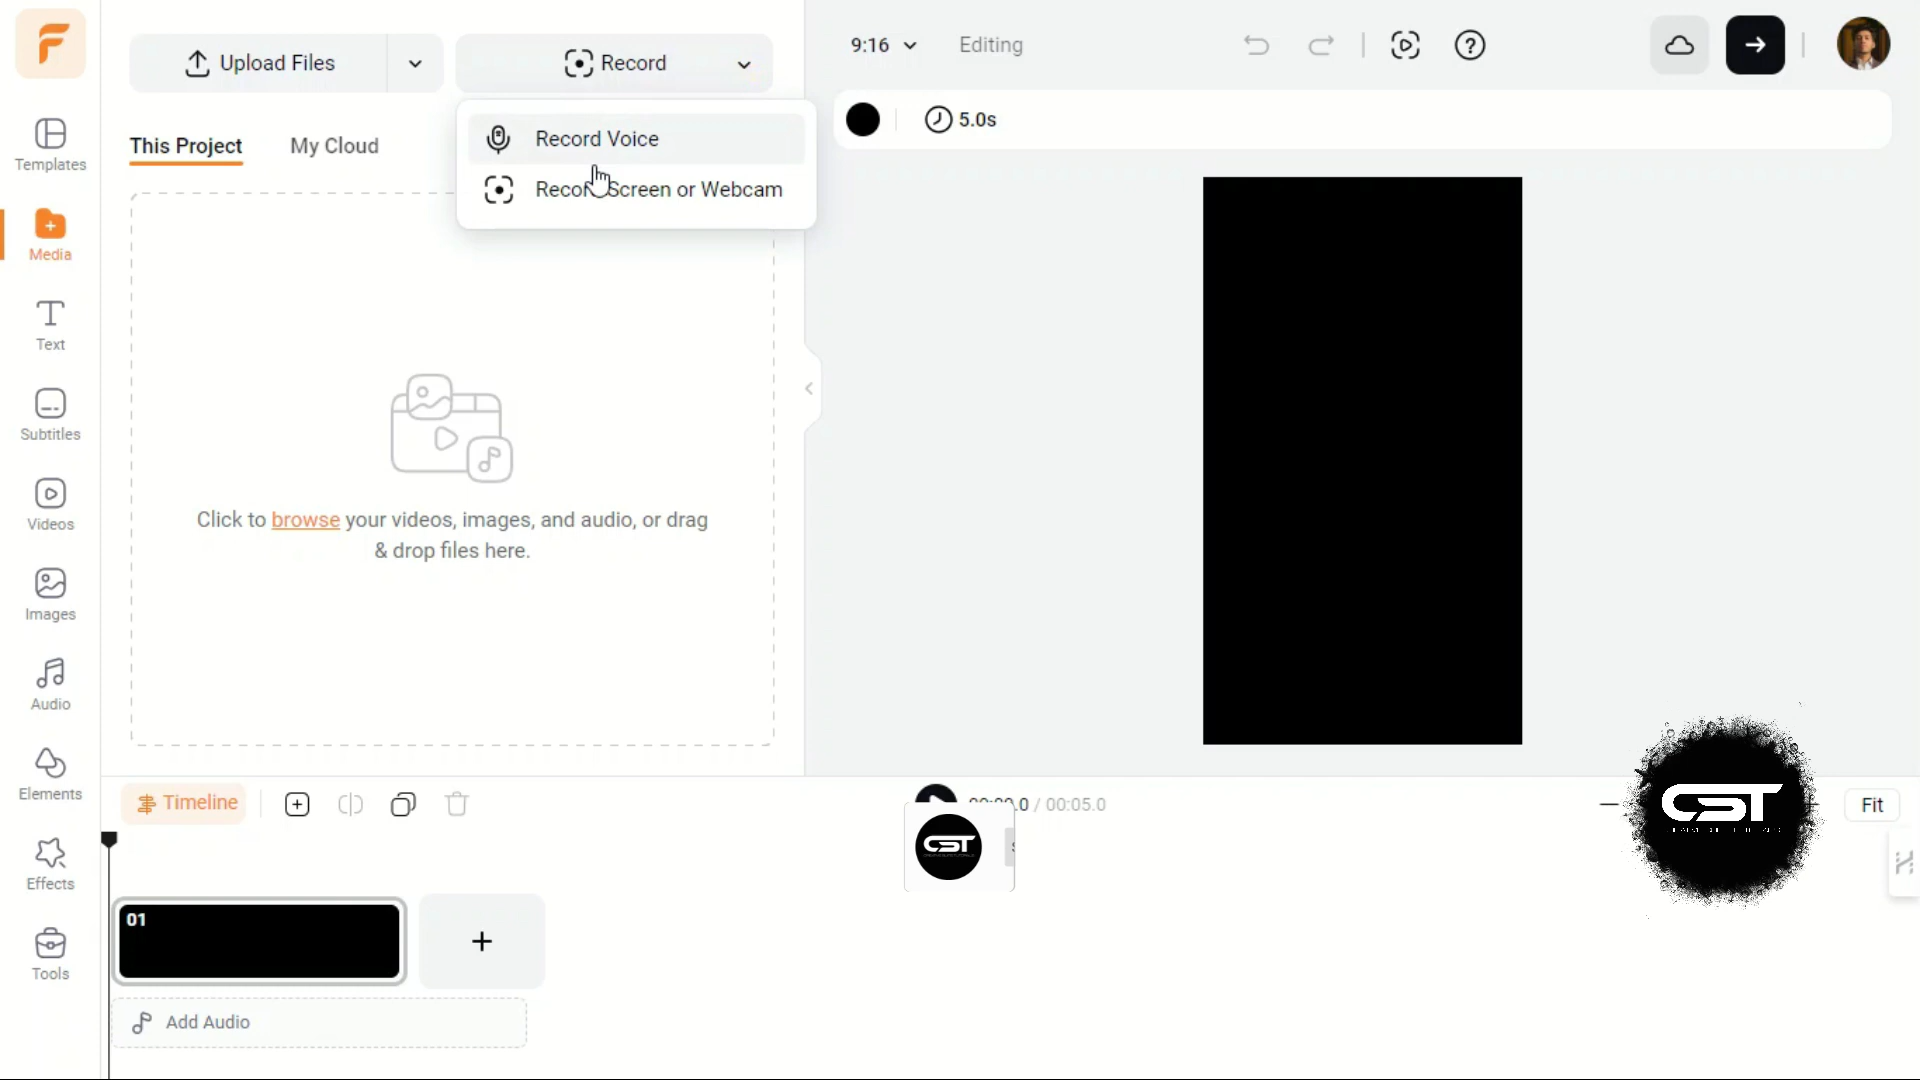 Upload Files
Record
9:16
Editing
Record Voice
Record Screen or Webcam
5.0s
This Project
My Cloud
Templates
Media
Text
Subtitles
Videos
Images
Audio
Elements
Effects
Tools
Click to browse your videos, images, and audio, or drag
& drop files here.
Timeline
/ 00:05.0
Fit
CST
CST
01
+
Add Audio